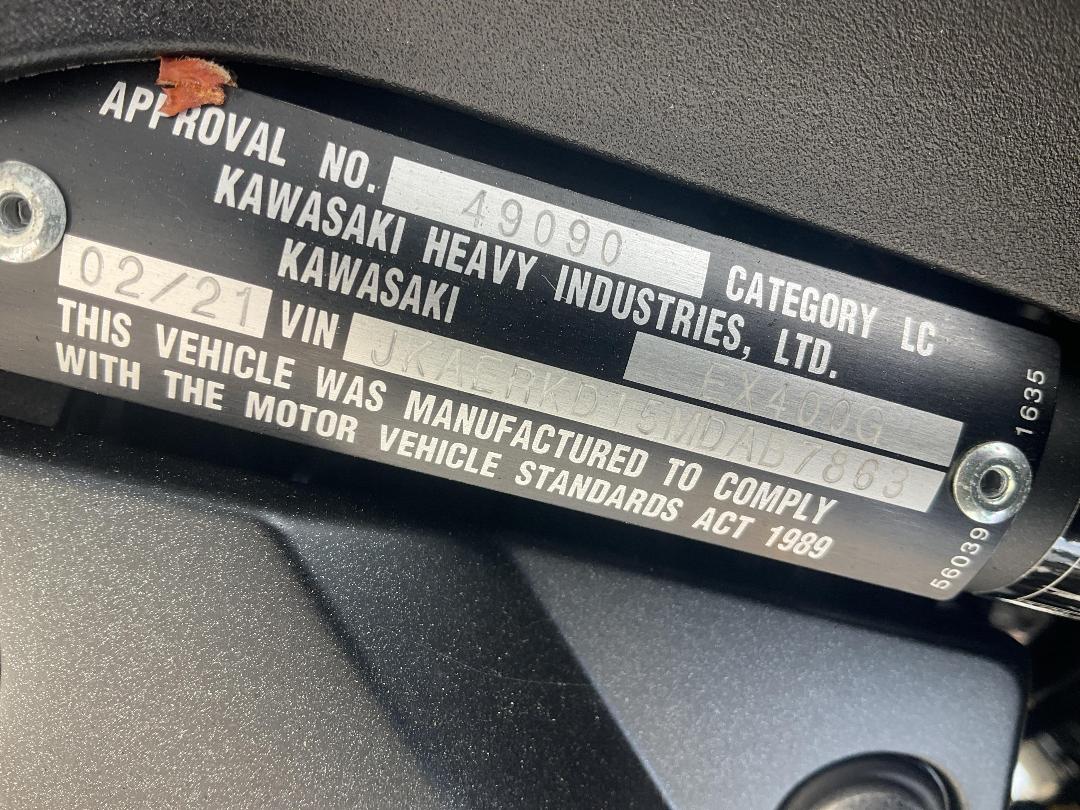 APPROVAL NO. 49090 CATEGORY LC
KAWASAKI HEAVY INDUSTRIES, LTD.
KAWASAKI EX400G
02/21 VIN JKAERKD15MDAB7863
THIS VEHICLE WAS MANUFACTURED TO COMPLY
WITH THE MOTOR VEHICLE STANDARDS ACT 1989
56039 1635